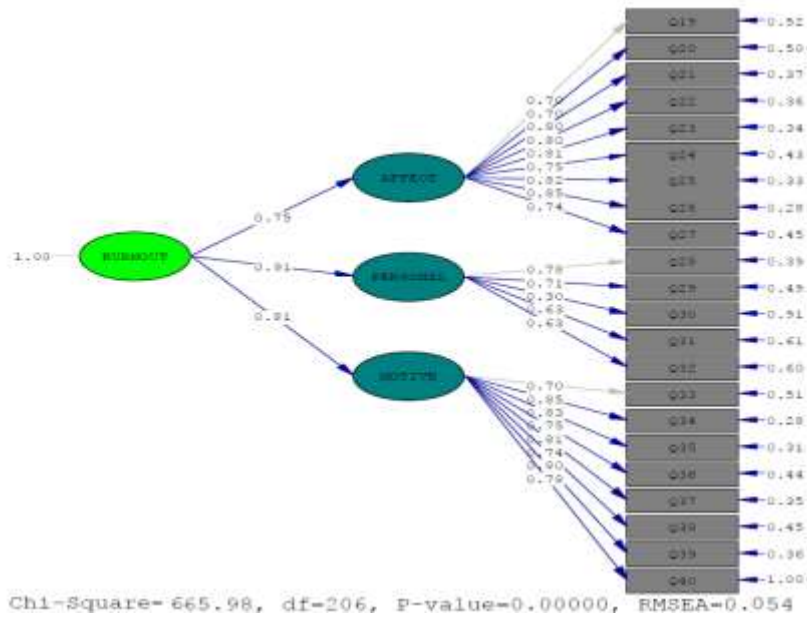 Q19 0.52
Q20 0.50
Q21 0.37
Q22 0.36
Q23 0.34
Q24 0.43
Q25 0.33
Q26 0.28
Q27 0.45
Q28 0.39
Q29 0.49
Q30 0.91
Q31 0.61
Q32 0.60
Q33 0.51
Q34 0.28
Q35 0.31
Q36 0.44
Q37 0.35
Q38 0.45
Q39 0.36
Q40 1.00
0.70
0.70
0.80
0.80
0.81
0.75
0.82
0.85
0.74
AFFECT
0.75
1.00
BURNOUT
0.78
0.71
0.30
0.63
0.63
0.91
0.81
MOTIVE
0.70
0.85
0.83
0.75
0.81
0.74
0.80
0.79
Chi-Square=665.98, df=206, P-value=0.00000, RMSEA=0.054